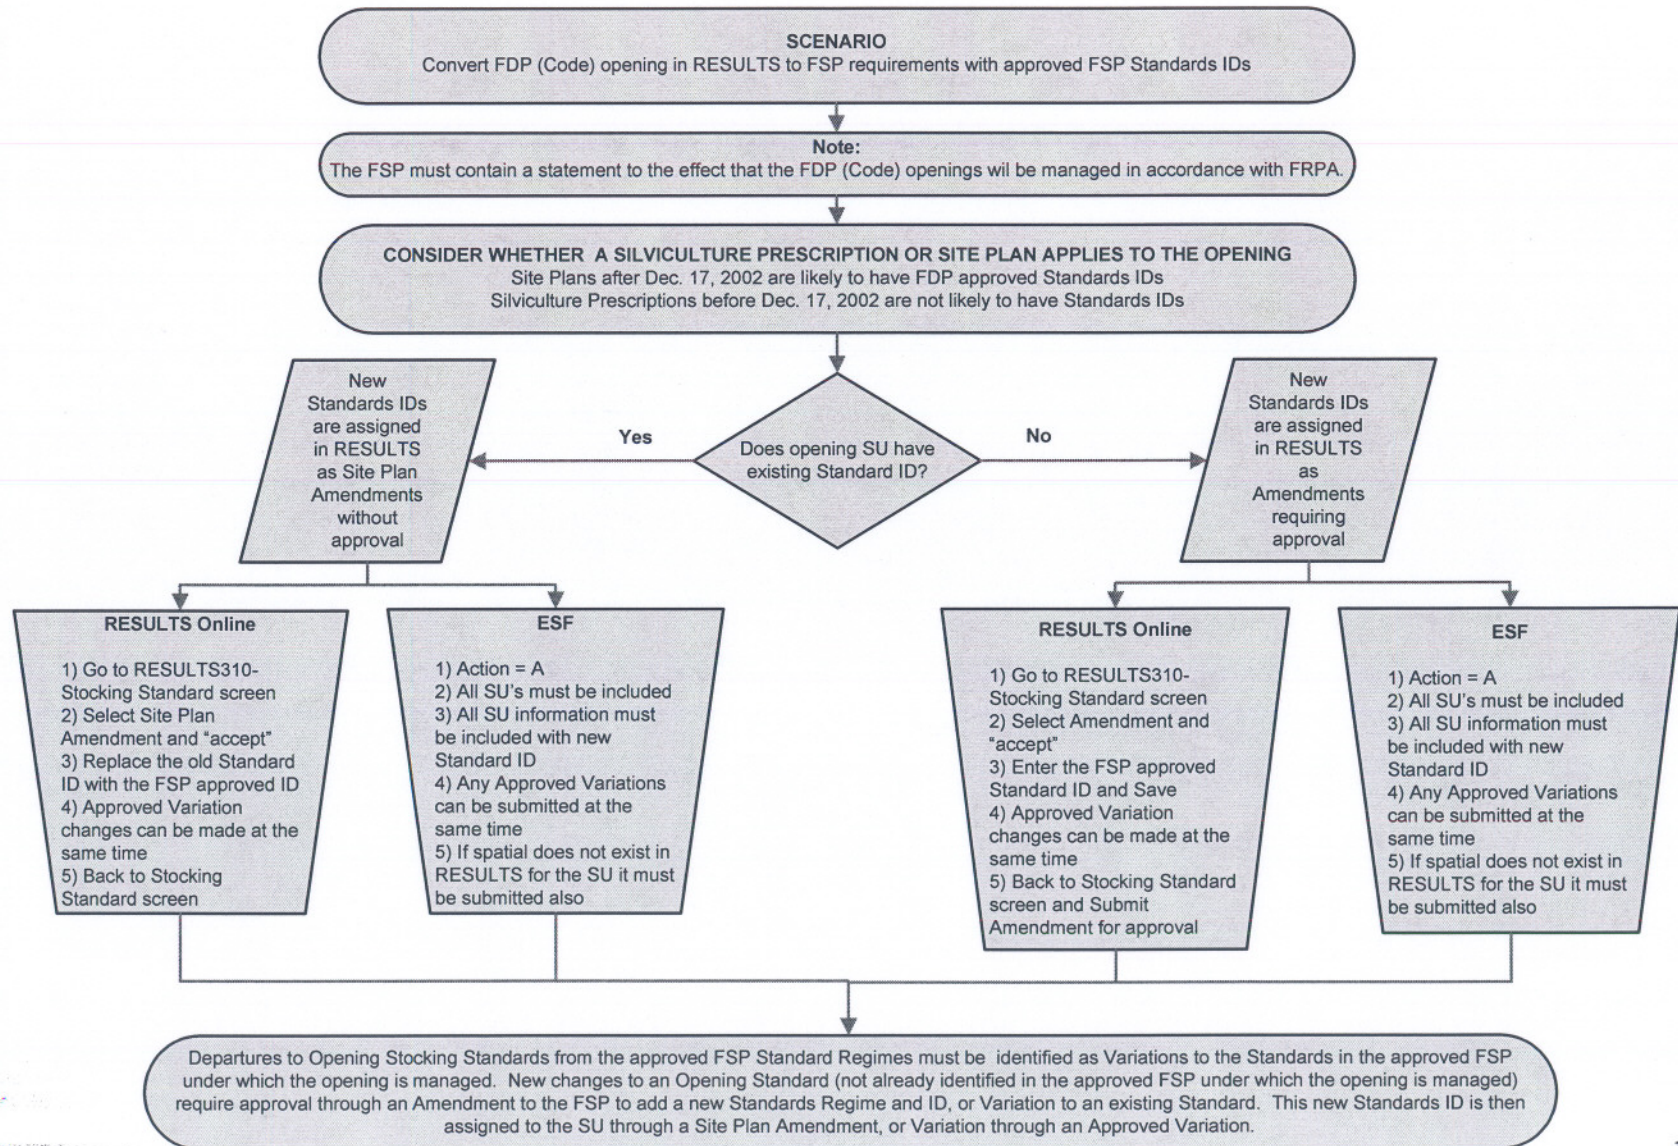 SCENARIO
Convert FDP (Code) opening in RESULTS to FSP requirements with approved FSP Standards IDs
Note:
The FSP must contain a statement to the effect that the FDP (Code) openings wil be managed in accordance with FRPA.
CONSIDER WHETHER A SILVICULTURE PRESCRIPTION OR SITE PLAN APPLIES TO THE OPENING
Site Plans after Dec. 17, 2002 are likely to have FDP approved Standards IDs
Silviculture Prescriptions before Dec. 17, 2002 are not likely to have Standards IDs
New
Standards IDs
are assigned
in RESULTS
as Site Plan
Amendments
without
approval
Yes
Does opening SU have
existing Standard ID?
No
New
Standards IDs
are assigned
in RESULTS
as
Amendments
requiring
approval
RESULTS Online
1) Go to RESULTS310-
Stocking Standard screen
2) Select Site Plan
Amendment and "accept"
3) Replace the old Standard
ID with the FSP approved ID
4) Approved Variation
changes can be made at the
same time
5) Back to Stocking
Standard screen
ESF
1) Action = A
2) All SU's must be included
3) All SU information must
be included with new
Standard ID
4) Any Approved Variations
can be submitted at the
same time
5) If spatial does not exist in
RESULTS for the SU it must
be submitted also
RESULTS Online
1) Go to RESULTS310-
Stocking Standard screen
2) Select Amendment and
"accept"
3) Enter the FSP approved
Standard ID and Save
4) Approved Variation
changes can be made at the
same time
5) Back to Stocking Standard
screen and Submit
Amendment for approval
ESF
1) Action = A
2) All SU's must be included
3) All SU information must
be included with new
Standard ID
4) Any Approved Variations
can be submitted at the
same time
5) If spatial does not exist in
RESULTS for the SU it must
be submitted also
Departures to Opening Stocking Standards from the approved FSP Standard Regimes must be identified as Variations to the Standards in the approved FSP
under which the opening is managed. New changes to an Opening Standard (not already identified in the approved FSP under which the opening is managed)
require approval through an Amendment to the FSP to add a new Standards Regime and ID, or Variation to an existing Standard. This new Standards ID is then
assigned to the SU through a Site Plan Amendment, or Variation through an Approved Variation.